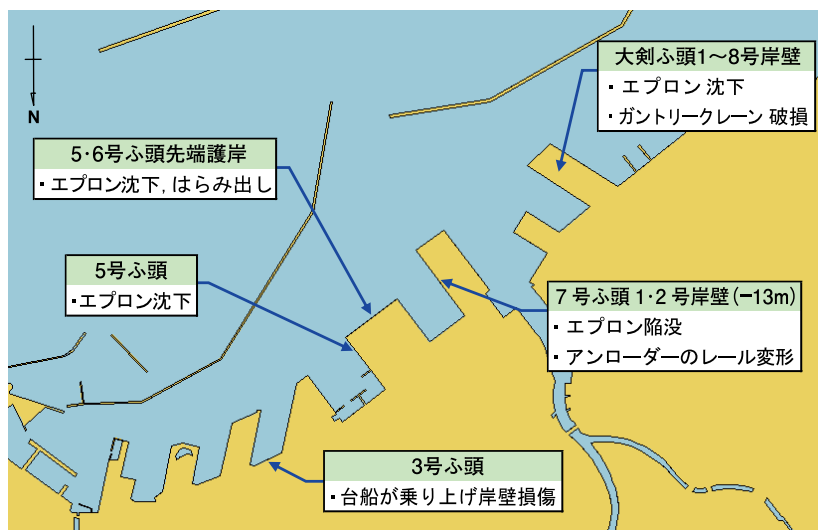 N
大剣ふ頭1～8号岸壁
・エプロン 沈下
・ガントリークレーン 破損
5・6号ふ頭先端護岸
・エプロン沈下, はらみ出し
5号ふ頭
・エプロン沈下
7号ふ頭 1・2号岸壁(−13m)
・エプロン陥没
・アンローダーのレール変形
3号ふ頭
・台船が乗り上げ岸壁損傷